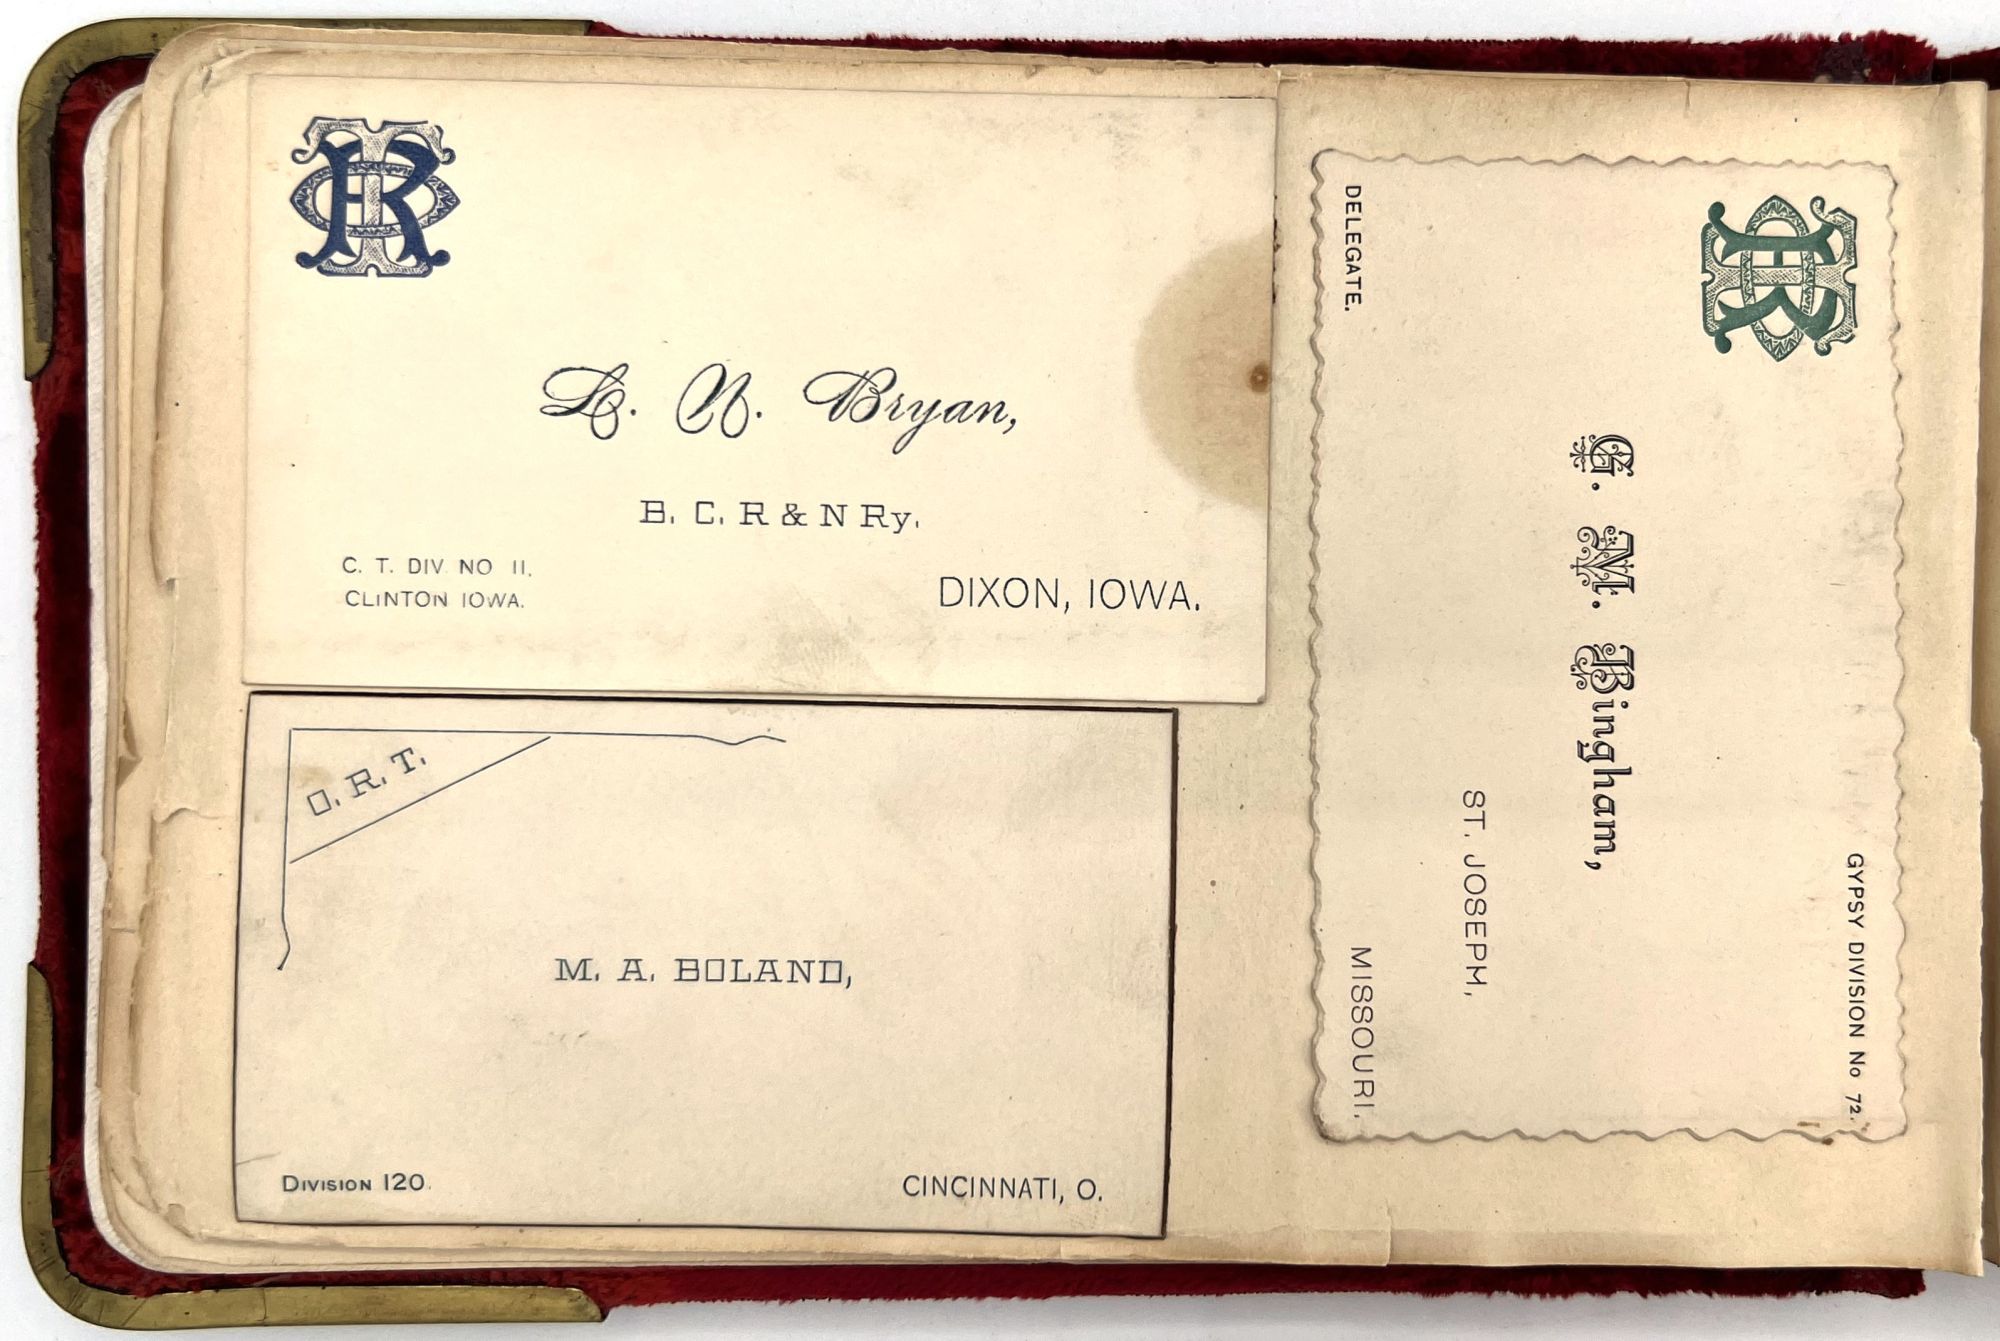 L. N. Bryan,
B. C. R & N Ry.
C. T. DIV. NO 11,
CLINTON IOWA.
DIXON, IOWA.
O. R. T.
M. A. BOLAND,
DIVISION 120.
CINCINNATI, O.
GYPSY DIVISION No 72.
G. M. Bingham,
ST. JOSEPH,
DELEGATE.
MISSOURI.